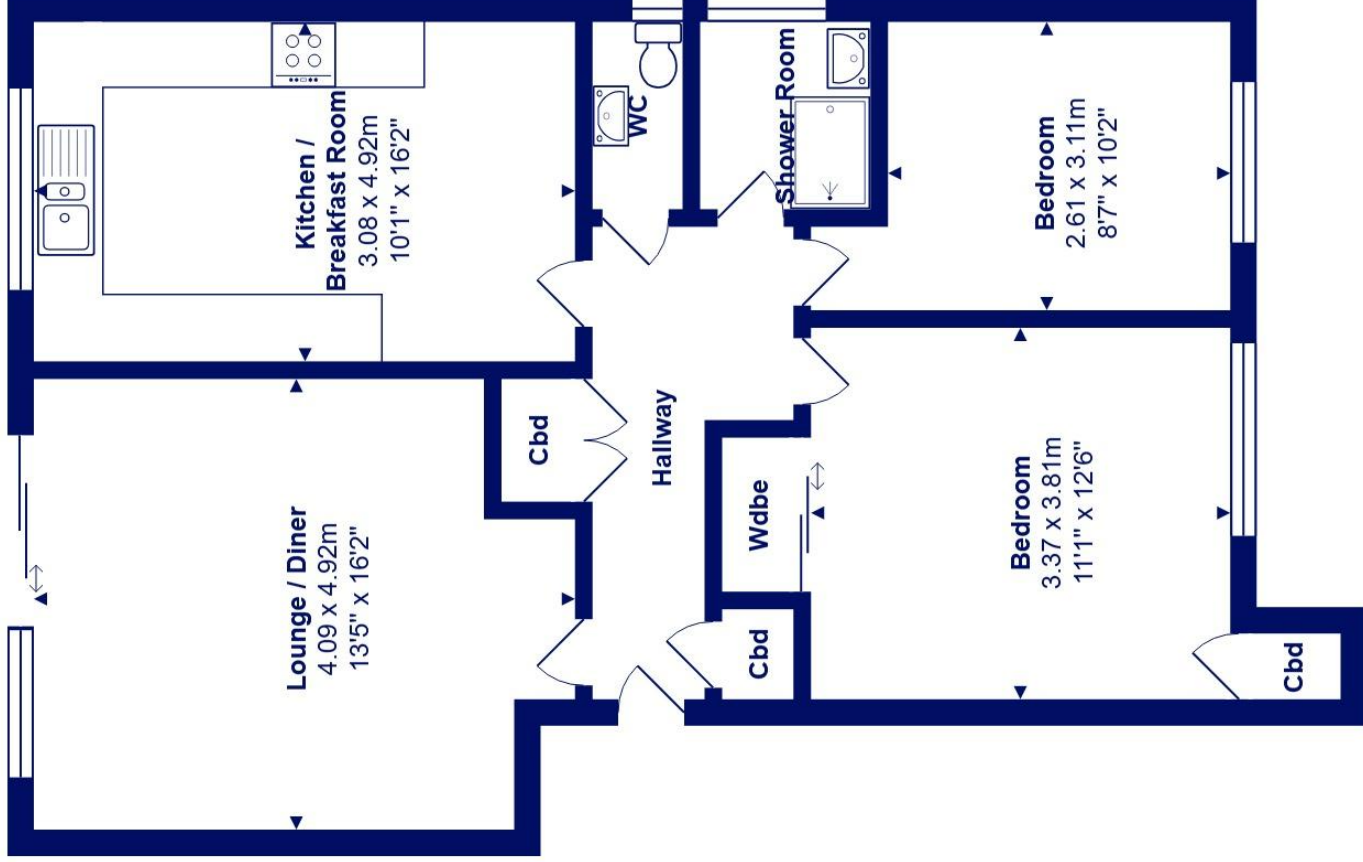 Kitchen /
Breakfast Room
3.08 x 4.92m
10'1" x 16'2"
WC
Shower Room
Bedroom
2.61 x 3.11m
8'7" x 10'2"
Lounge / Diner
4.09 x 4.92m
13'5" x 16'2"
Cbd
Hallway
Wdbe
Cbd
Bedroom
3.37 x 3.81m
11'1" x 12'6"
Cbd